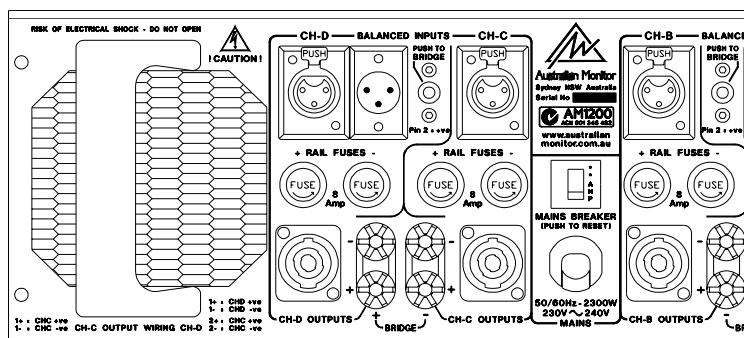 RISK OF ELECTRICAL SHOCK - DO NOT OPEN
! CAUTION !
CH-D BALANCED INPUTS CH-C
PUSH
PUSH TO
BRIDGE
PUSH
Pin 2 : +ve
+ RAIL FUSES -
+ RAIL FUSES -
FUSE
FUSE
FUSE
FUSE
8
Amp
8
Amp
-
+
-
+
CH-D OUTPUTS
+
BRIDGE
-
CH-C OUTPUTS
Australian Monitor
Sydney NSW Australia
Serial No
AM1200
www.australian
monitor.com.au
AMP
MAINS BREAKER
(PUSH TO RESET)
50/60Hz - 2300W
230V ~ 240V
MAINS
CH-B BALANCE
PUSH
PUSH TO
BRIDGE
Pin 2 : +ve
+ RAIL FUSES -
FUSE
FUSE
8
Amp
-
+
CH-B OUTPUTS
+
BR
1+ : CHC +ve
1- : CHC -ve
CH-C OUTPUT WIRING CH-D
1+ : CHD +ve
1- : CHD -ve
2+ : CHC +ve
2- : CHC -ve